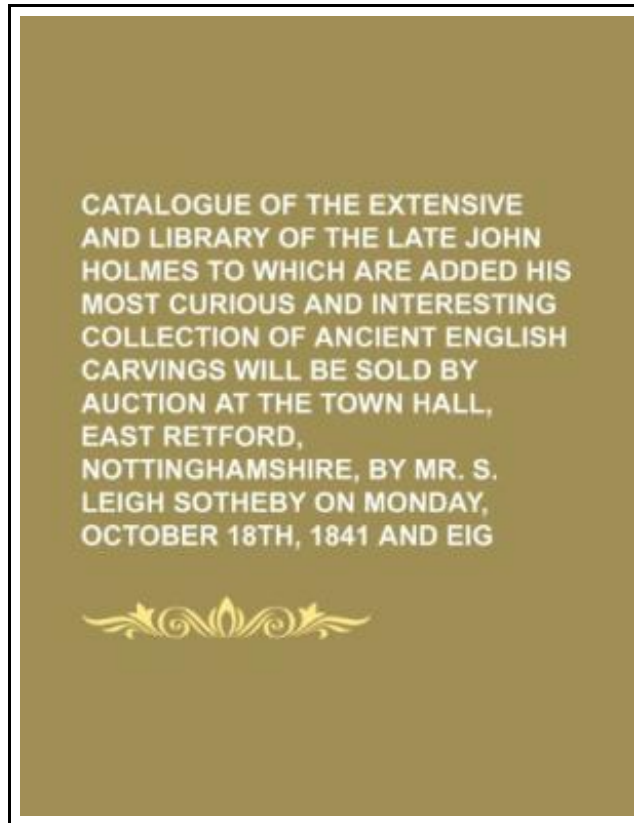 CATALOGUE OF THE EXTENSIVE
AND LIBRARY OF THE LATE JOHN
HOLMES TO WHICH ARE ADDED HIS
MOST CURIOUS AND INTERESTING
COLLECTION OF ANCIENT ENGLISH
CARVINGS WILL BE SOLD BY
AUCTION AT THE TOWN HALL,
EAST RETFORD,
NOTTINGHAMSHIRE, BY MR. S.
LEIGH SOTHEBY ON MONDAY,
OCTOBER 18TH, 1841 AND EIG